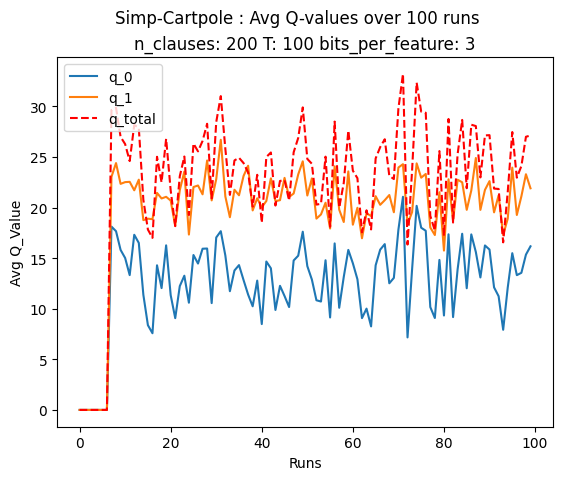 Simp-Cartpole : Avg Q-values over 100 runs
n_clauses: 200 T: 100 bits_per_feature: 3
q_0
q_1
q_total
Avg Q_Value
30
25
20
15
10
5
0
0 20 40 60 80 100
Runs